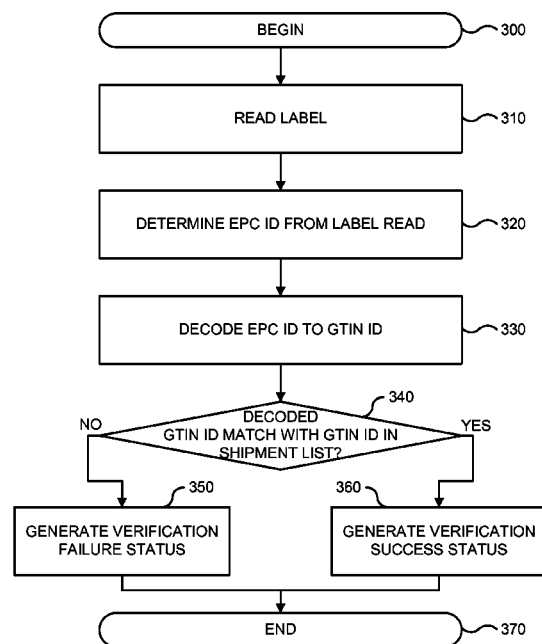 BEGIN
300
READ LABEL
310
DETERMINE EPC ID FROM LABEL READ
320
DECODE EPC ID TO GTIN ID
330
340
NO
DECODED
GTIN ID MATCH WITH GTIN ID IN
SHIPMENT LIST?
YES
350
GENERATE VERIFICATION
FAILURE STATUS
360
GENERATE VERIFICATION
SUCCESS STATUS
END
370